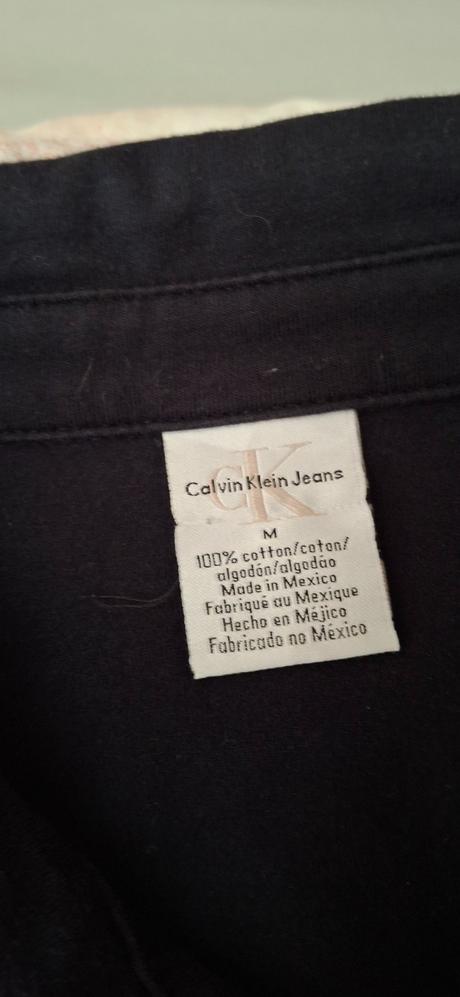 CK
Calvin Klein Jeans
M
100% cotton/coton/
algodón/algodão
Made in Mexico
Fabriqué au Mexique
Hecho en Méjico
Fabricado no México